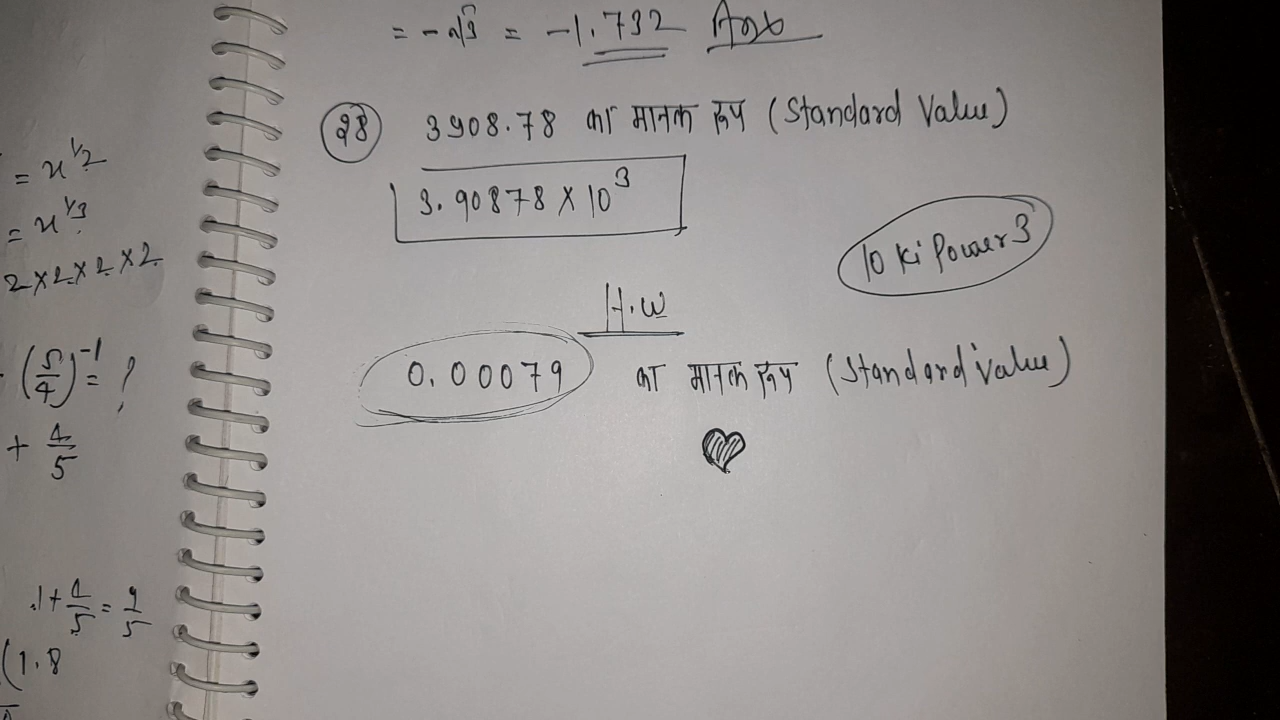 = x^1/2
= x^1/3
2×2×2×2
(5/4)^-1 = ?
+ 4/5
1+4/5 = 9/5
(1.8
= -√3 = -1.732 Ans
28 3908.78 का मानक रूप (Standard Value)
3.90878 × 10^3
10 ki Power 3
H.W
0.00079 का मानक रूप (Standard Value)